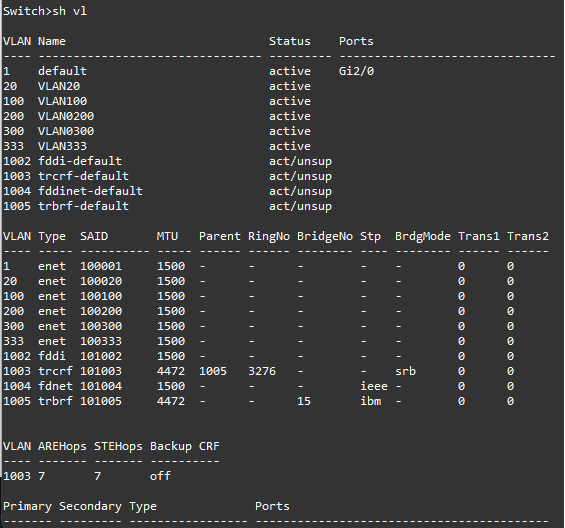 Switch>sh vl
VLAN Name                             Status    Ports
---- -------------------------------- --------- -------------------------------
1    default                          active    Gi2/0
20   VLAN20                           active
100  VLAN100                          active
200  VLAN0200                         active
300  VLAN0300                         active
333  VLAN333                          active
1002 fddi-default                     act/unsup
1003 trcrf-default                    act/unsup
1004 fddinet-default                  act/unsup
1005 trbrf-default                    act/unsup
VLAN Type  SAID       MTU   Parent RingNo BridgeNo Stp  BrdgMode Trans1 Trans2
---- ----- ---------- ----- ------ ------ -------- ---- -------- ------ ------
1    enet  100001     1500  -      -      -        -    -        0      0
20   enet  100020     1500  -      -      -        -    -        0      0
100  enet  100100     1500  -      -      -        -    -        0      0
200  enet  100200     1500  -      -      -        -    -        0      0
300  enet  100300     1500  -      -      -        -    -        0      0
333  enet  100333     1500  -      -      -        -    -        0      0
1002 fddi  101002     1500  -      -      -        -    -        0      0
1003 trcrf 101003     4472  1005   3276   -        -    srb      0      0
1004 fdnet 101004     1500  -      -      -        ieee -        0      0
1005 trbrf 101005     4472  -      -      15       ibm  -        0      0
VLAN AREHops STEHops Backup CRF
---- ------- ------- ----------
1003 7       7       off
Primary Secondary Type              Ports
------- --------- ----------------- ------------------------------------------